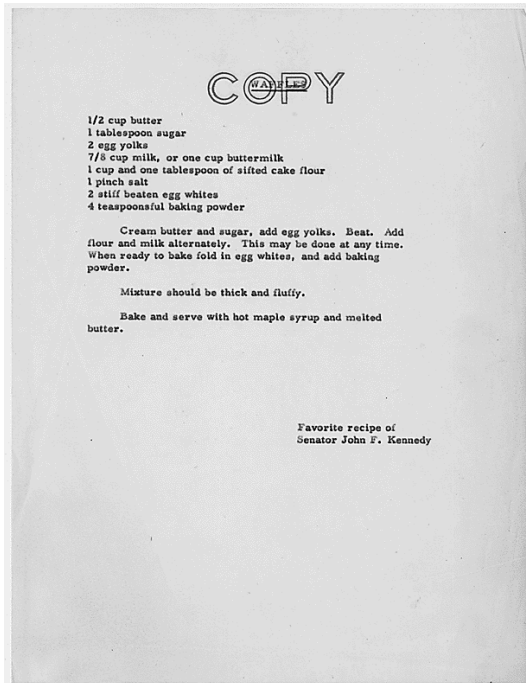 COPY
WAFFLES
1/2 cup butter
1 tablespoon sugar
2 egg yolks
7/8 cup milk, or one cup buttermilk
1 cup and one tablespoon of sifted cake flour
1 pinch salt
2 stiff beaten egg whites
4 teaspoonsful baking powder
Cream butter and sugar, add egg yolks. Beat. Add
flour and milk alternately. This may be done at any time.
When ready to bake fold in egg whites, and add baking
powder.
Mixture should be thick and fluffy.
Bake and serve with hot maple syrup and melted
butter.
Favorite recipe of
Senator John F. Kennedy